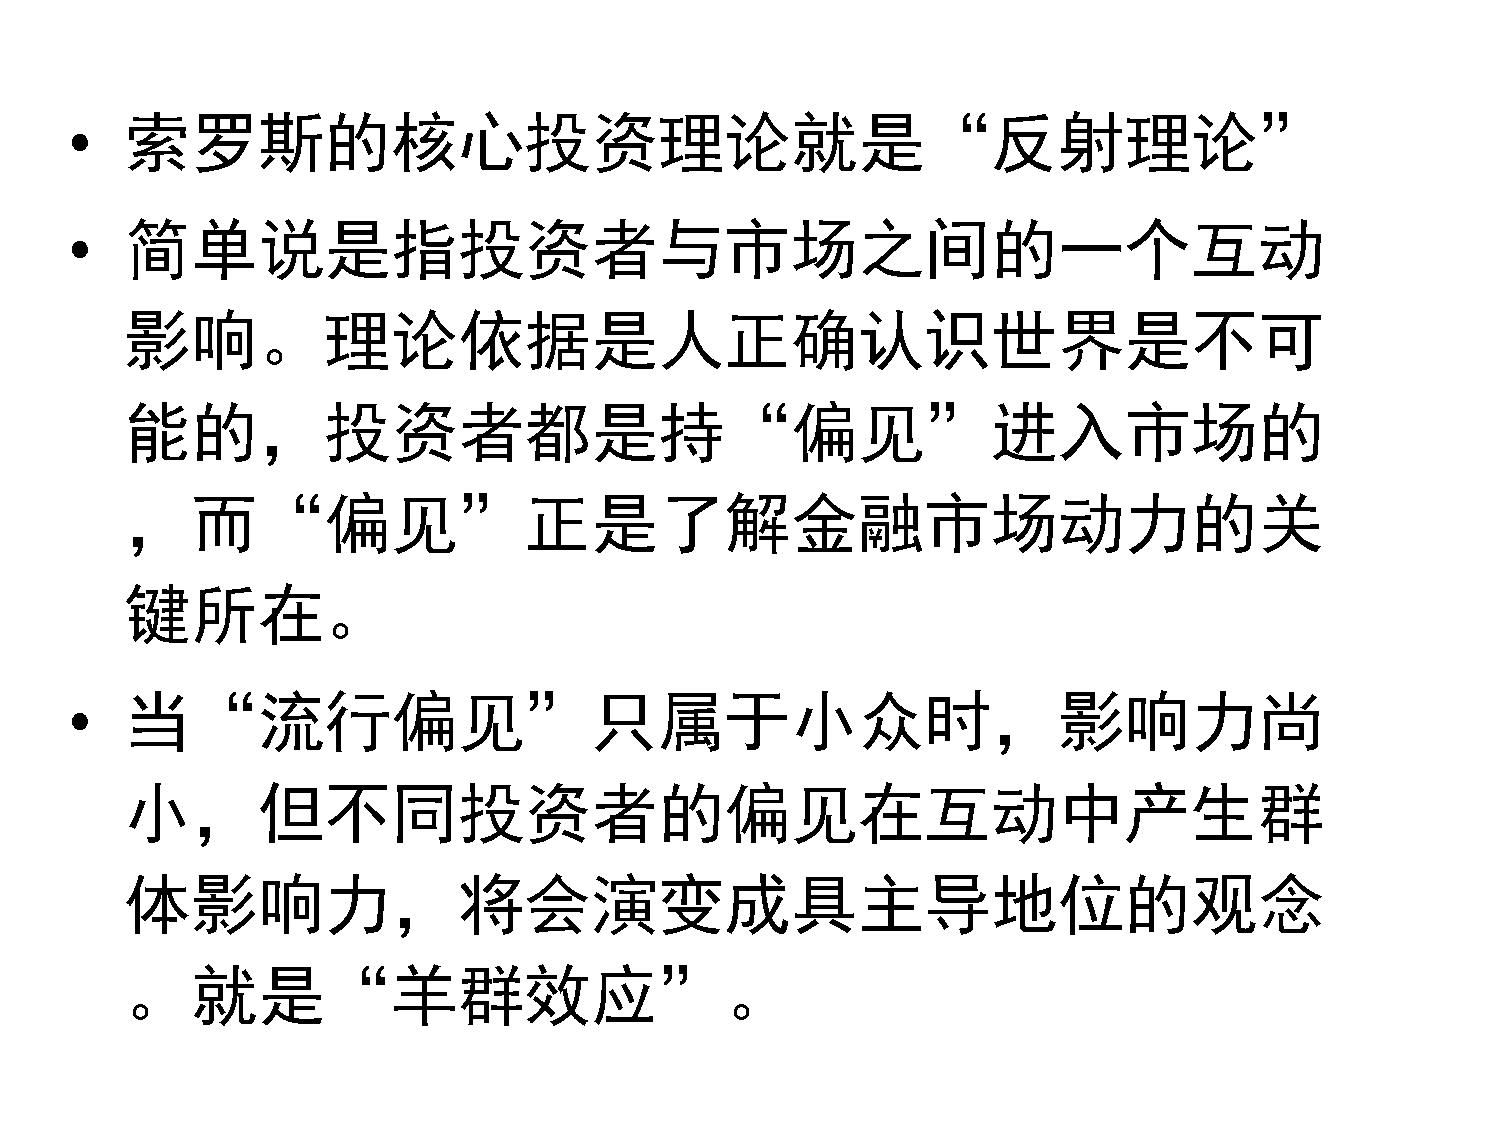 • 索罗斯的核心投资理论就是“反射理论”
• 简单说是指投资者与市场之间的一个互动
影响。理论依据是人正确认识世界是不可
能的，投资者都是持“偏见”进入市场的
，而“偏见”正是了解金融市场动力的关
键所在。
• 当“流行偏见”只属于小众时，影响力尚
小，但不同投资者的偏见在互动中产生群
体影响力，将会演变成具主导地位的观念
。就是“羊群效应”。